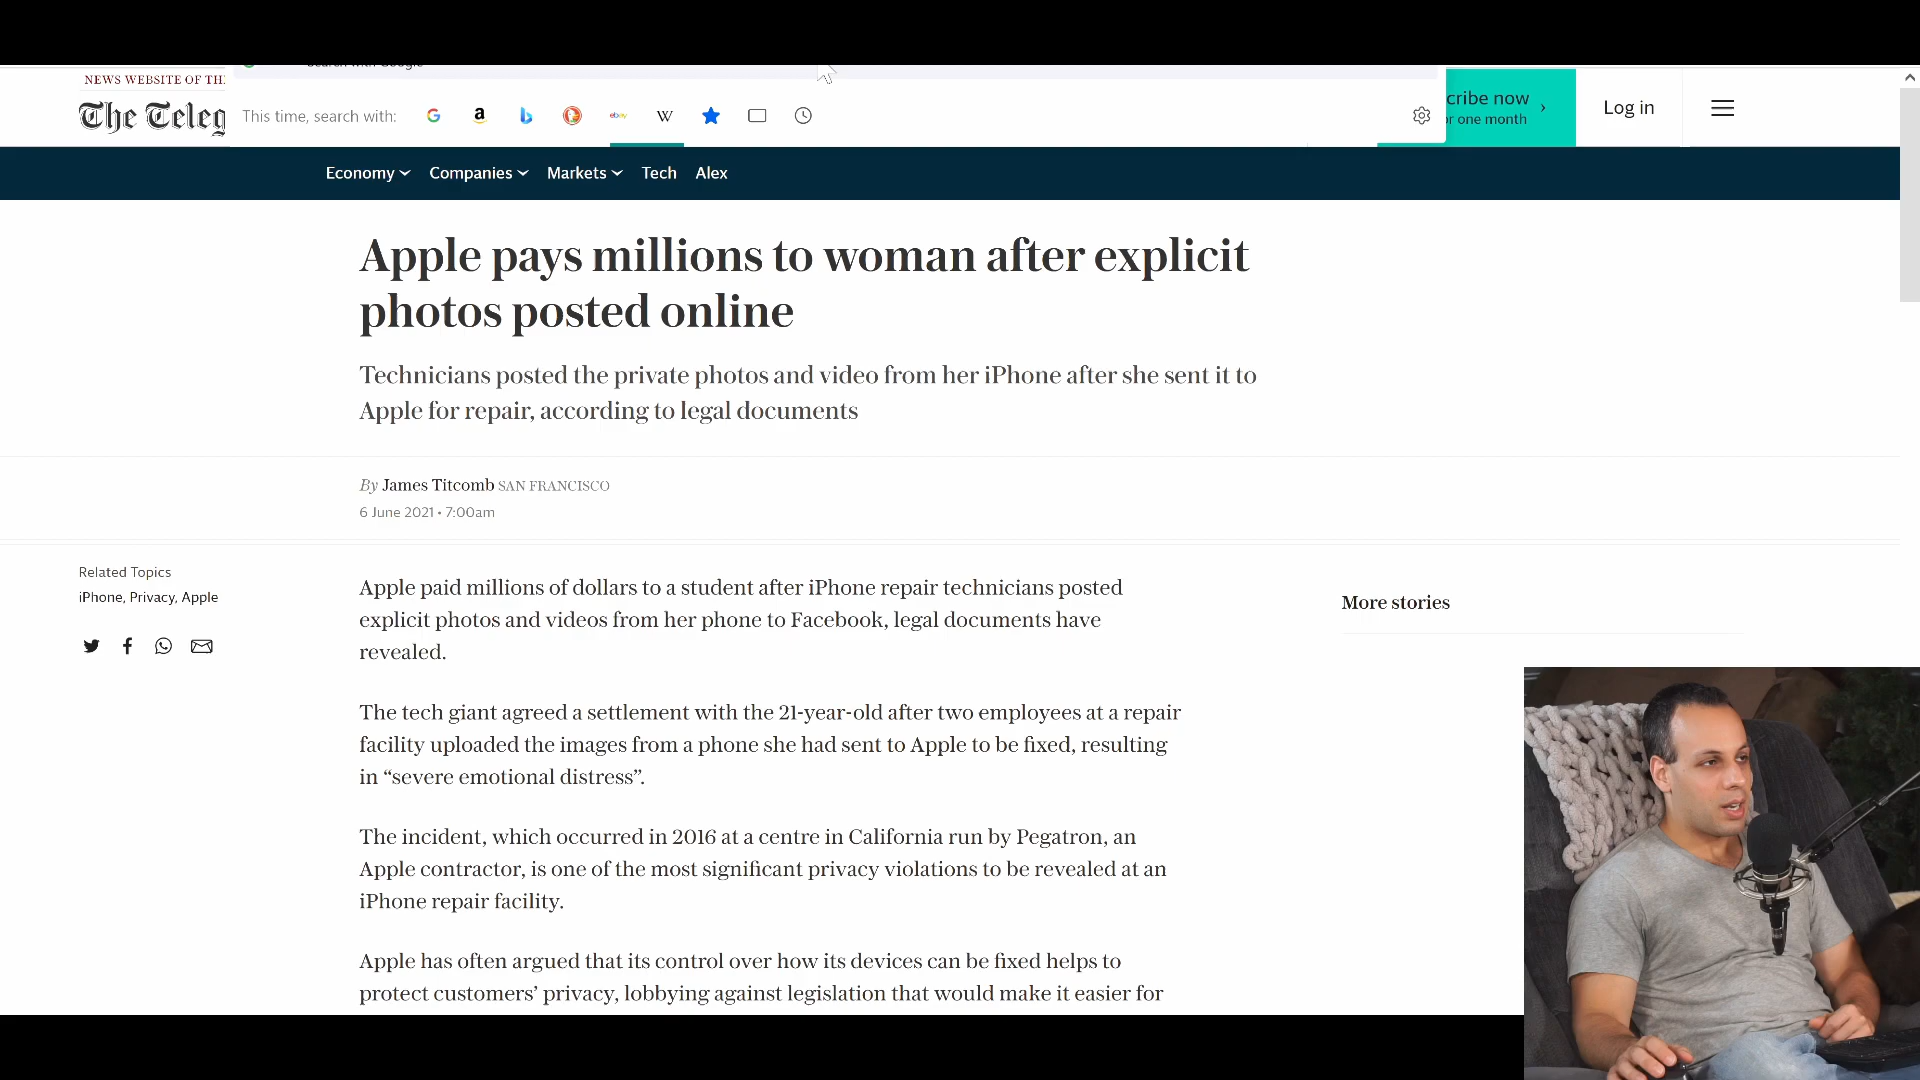 NEWS WEBSITE OF TH
The Teleg
This time, search with:
cribe now
r one month
Log in
Economy
Companies
Markets
Tech
Alex
Apple pays millions to woman after explicit
photos posted online
Technicians posted the private photos and video from her iPhone after she sent it to
Apple for repair, according to legal documents
By James Titcomb SAN FRANCISCO
6 June 2021 • 7:00am
Related Topics
iPhone, Privacy, Apple
Apple paid millions of dollars to a student after iPhone repair technicians posted
explicit photos and videos from her phone to Facebook, legal documents have
revealed.
The tech giant agreed a settlement with the 21-year-old after two employees at a repair
facility uploaded the images from a phone she had sent to Apple to be fixed, resulting
in “severe emotional distress”.
The incident, which occurred in 2016 at a centre in California run by Pegatron, an
Apple contractor, is one of the most significant privacy violations to be revealed at an
iPhone repair facility.
Apple has often argued that its control over how its devices can be fixed helps to
protect customers’ privacy, lobbying against legislation that would make it easier for
More stories